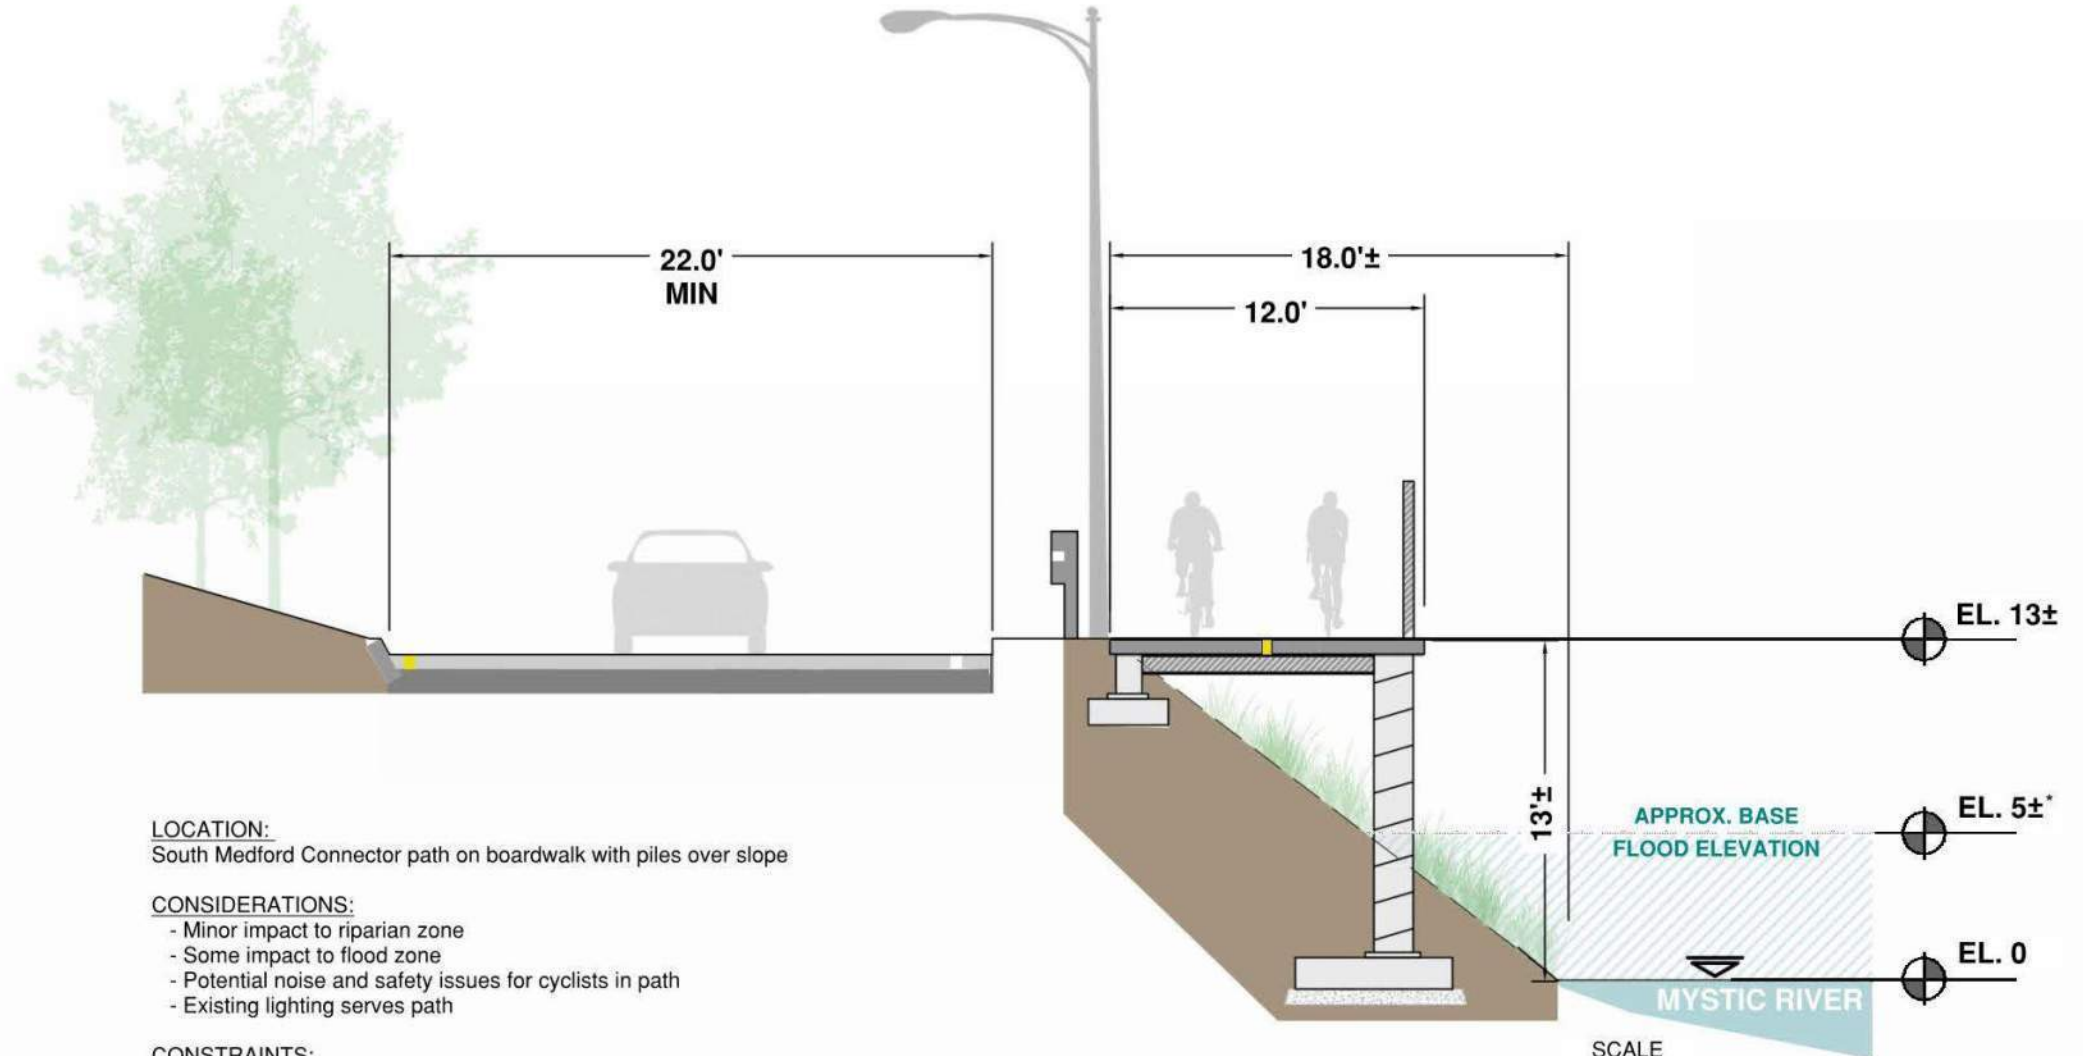 22.0'
MIN
18.0'±
12.0'
EL. 13±
13'±
APPROX. BASE
FLOOD ELEVATION
EL. 5±*
EL. 0
MYSTIC RIVER
SCALE
LOCATION:
South Medford Connector path on boardwalk with piles over slope
CONSIDERATIONS:
- Minor impact to riparian zone
- Some impact to flood zone
- Potential noise and safety issues for cyclists in path
- Existing lighting serves path
CONSTRAINTS: